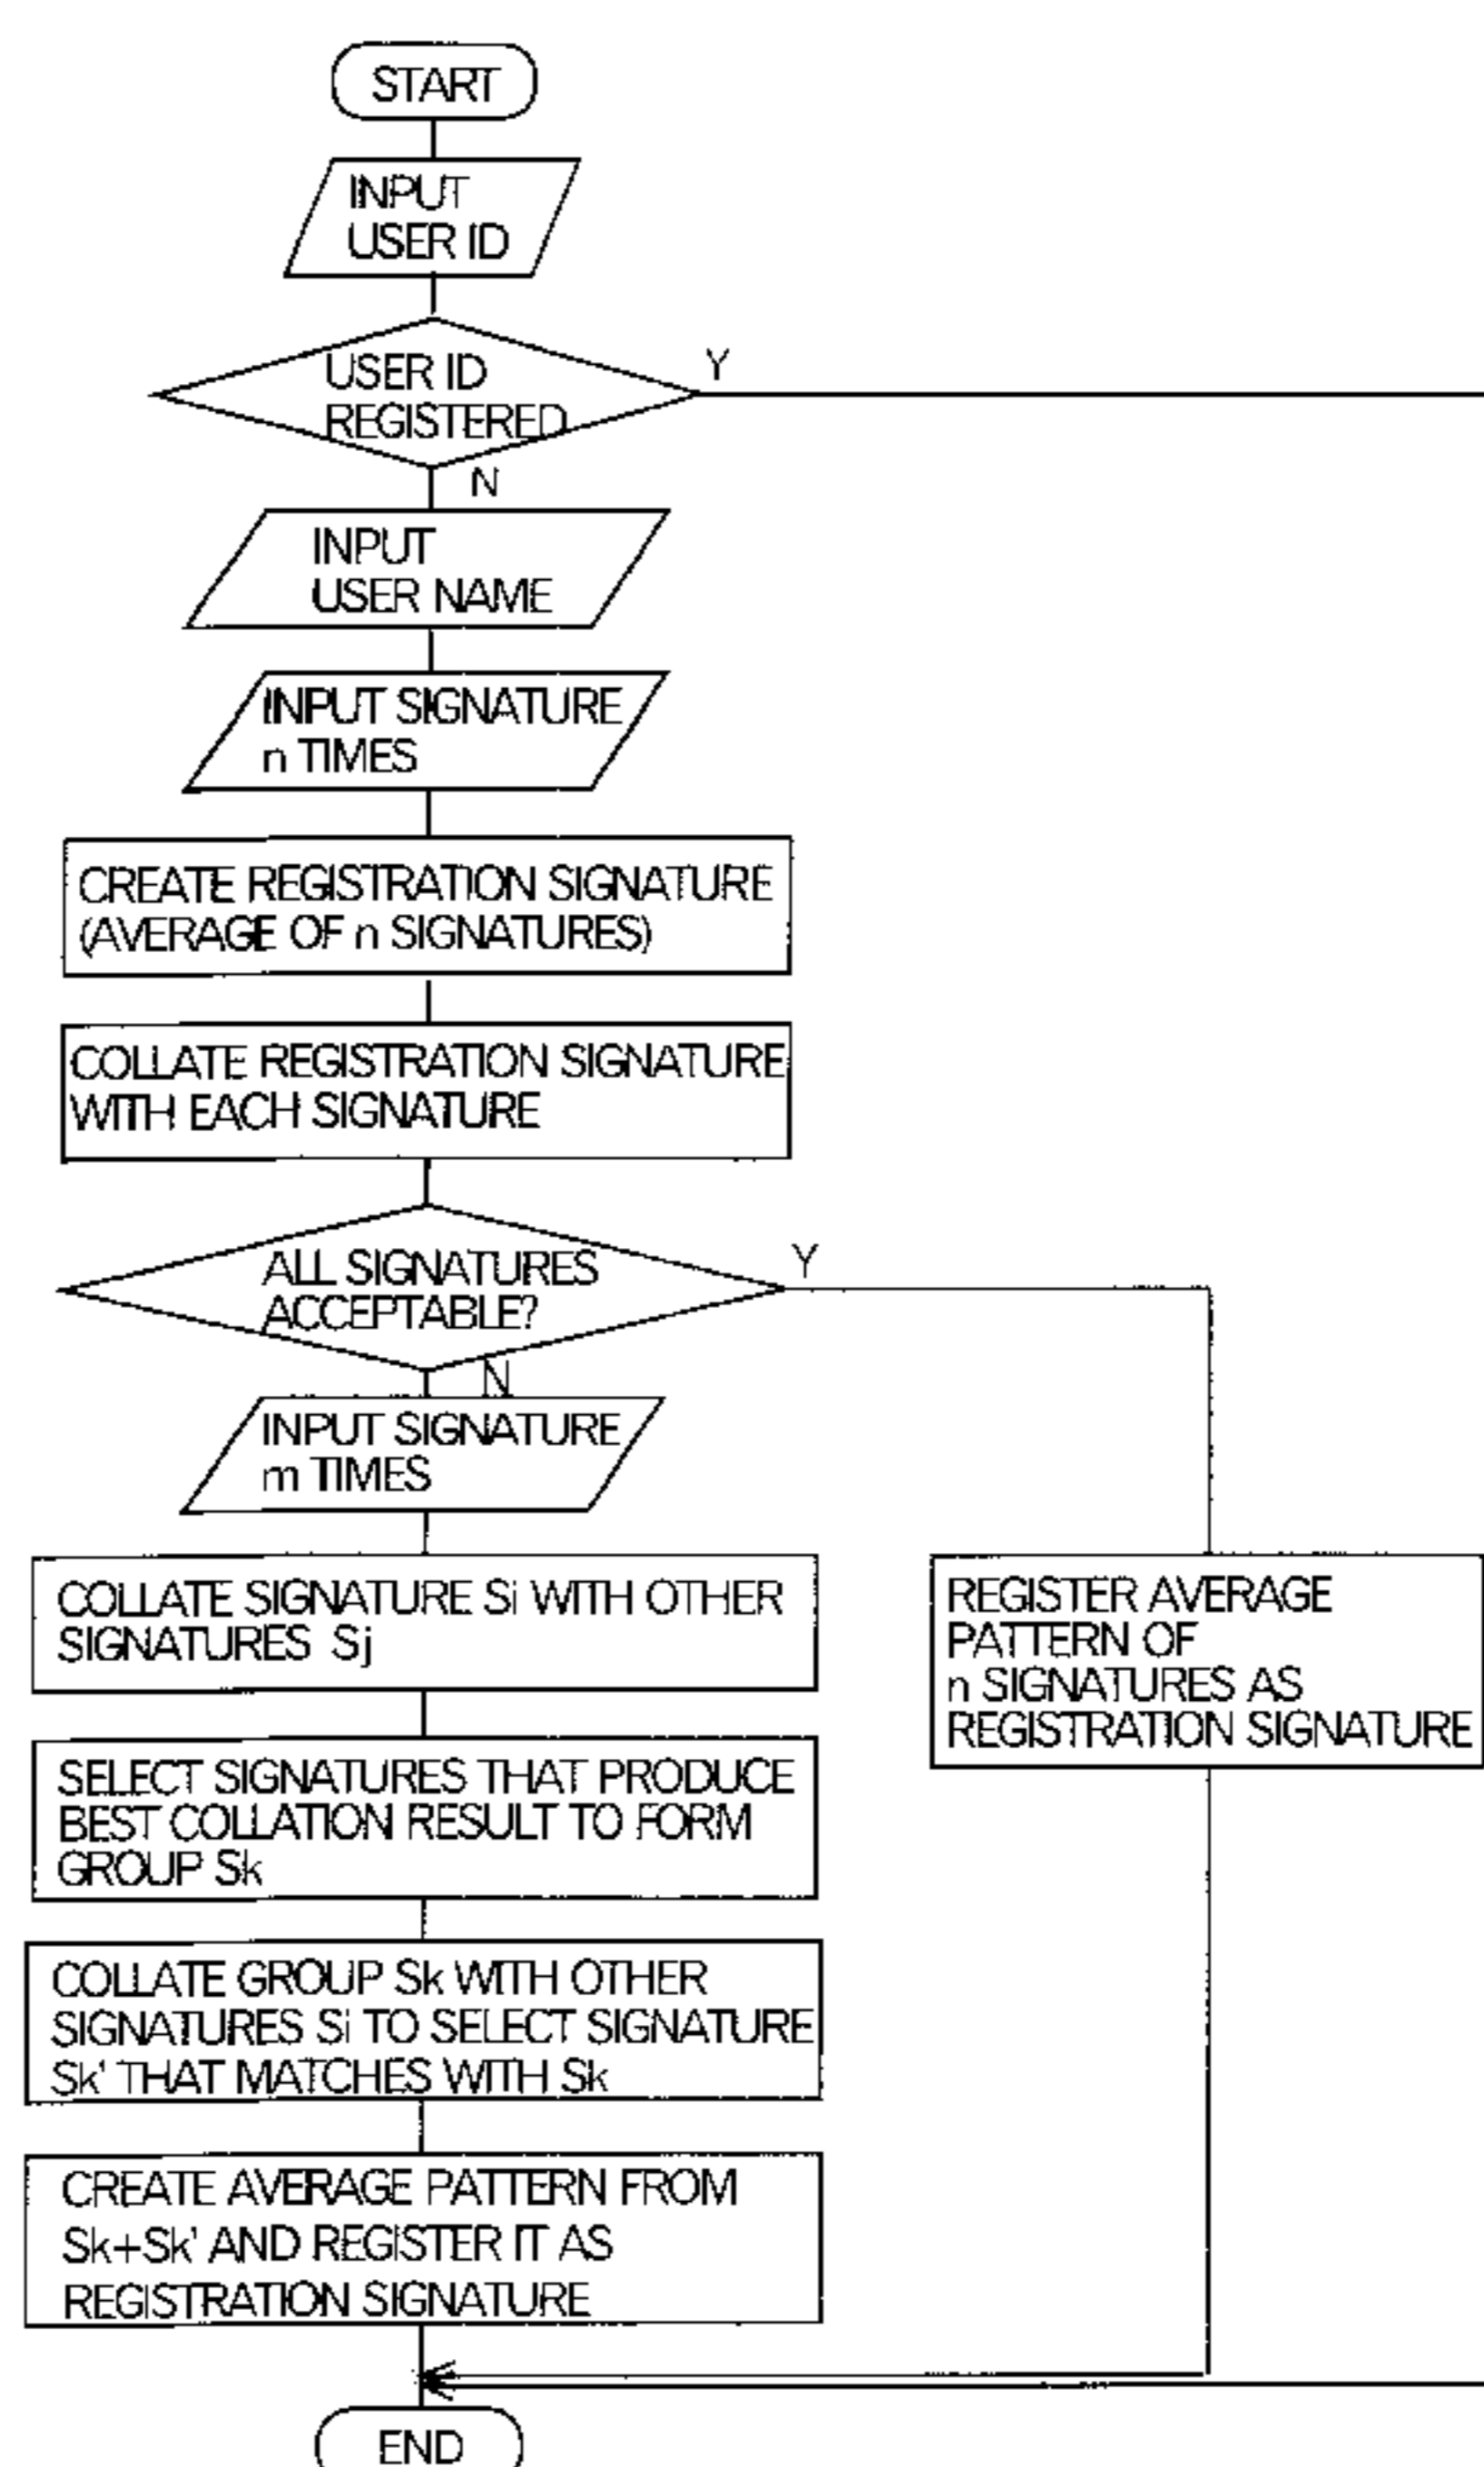 START
INPUT
USER ID
USER ID
REGISTERED
Y
N
INPUT
USER NAME
INPUT SIGNATURE
n TIMES
CREATE REGISTRATION SIGNATURE
(AVERAGE OF n SIGNATURES)
COLLATE REGISTRATION SIGNATURE
WITH EACH SIGNATURE
ALL SIGNATURES
ACCEPTABLE?
Y
N
INPUT SIGNATURE
m TIMES
COLLATE SIGNATURE Si WITH OTHER
SIGNATURES Sj
REGISTER AVERAGE
PATTERN OF
n SIGNATURES AS
REGISTRATION SIGNATURE
SELECT SIGNATURES THAT PRODUCE
BEST COLLATION RESULT TO FORM
GROUP Sk
COLLATE GROUP Sk WITH OTHER
SIGNATURES Si TO SELECT SIGNATURE
Sk' THAT MATCHES WITH Sk
CREATE AVERAGE PATTERN FROM
Sk+Sk' AND REGISTER IT AS
REGISTRATION SIGNATURE
END